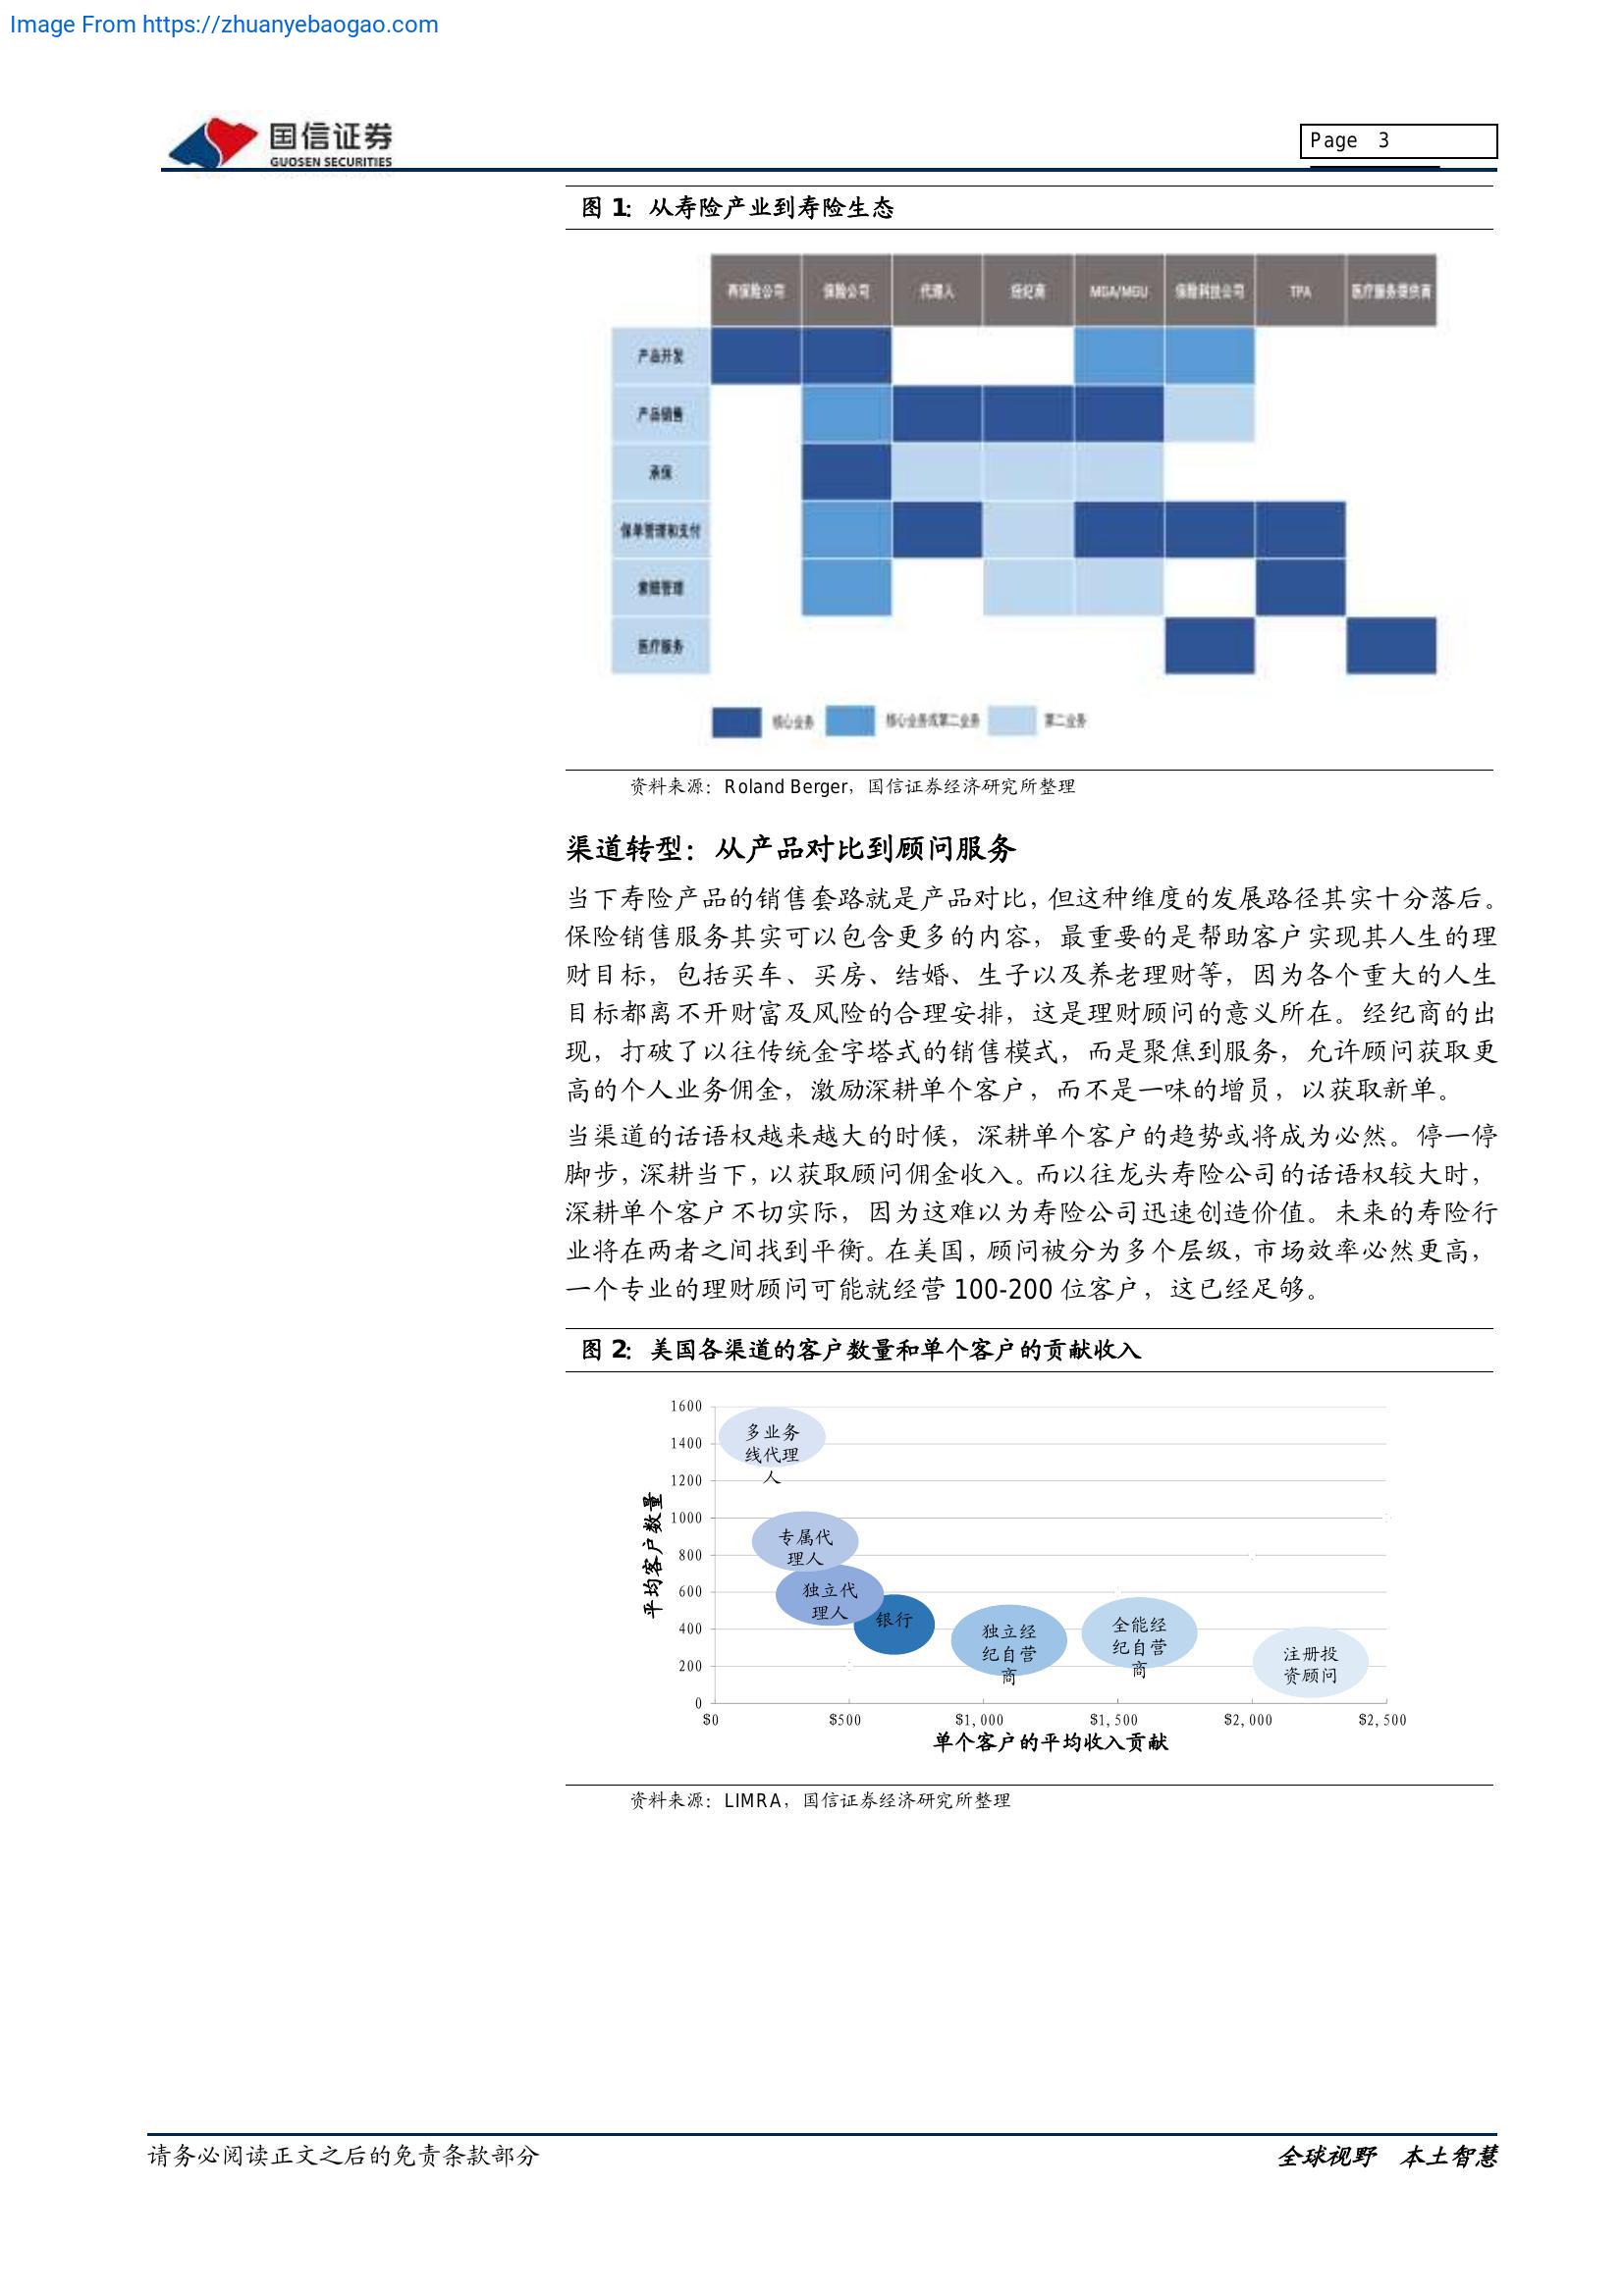 Image From https://zhuanyebaogao.com
国信证券
GUOSEN SECURITIES
Page 3
图 1：从寿险产业到寿险生态
再保险公司 保险公司 代理人 经纪商 MGA/MGU 保险科技公司 TPA 医疗服务提供商
产品开发
产品销售
承保
保单管理和支付
索赔管理
医疗服务
核心业务 核心业务或第二业务 第二业务
资料来源：Roland Berger，国信证券经济研究所整理
渠道转型：从产品对比到顾问服务
当下寿险产品的销售套路就是产品对比，但这种维度的发展路径其实十分落后。
保险销售服务其实可以包含更多的内容，最重要的是帮助客户实现其人生的理
财目标，包括买车、买房、结婚、生子以及养老理财等，因为各个重大的人生
目标都离不开财富及风险的合理安排，这是理财顾问的意义所在。经纪商的出
现，打破了以往传统金字塔式的销售模式，而是聚焦到服务，允许顾问获取更
高的个人业务佣金，激励深耕单个客户，而不是一味的增员，以获取新单。
当渠道的话语权越来越大的时候，深耕单个客户的趋势或将成为必然。停一停
脚步，深耕当下，以获取顾问佣金收入。而以往龙头寿险公司的话语权较大时，
深耕单个客户不切实际，因为这难以为寿险公司迅速创造价值。未来的寿险行
业将在两者之间找到平衡。在美国，顾问被分为多个层级，市场效率必然更高，
一个专业的理财顾问可能就经营 100-200 位客户，这已经足够。
图 2：美国各渠道的客户数量和单个客户的贡献收入
平均客户数量
1600
1400
1200
1000
800
600
400
200
0
多业务
线代理
人
专属代
理人
独立代
理人
银行
独立经
纪自营
商
全能经
纪自营
商
注册投
资顾问
$0 $500 $1,000 $1,500 $2,000 $2,500
单个客户的平均收入贡献
资料来源：LIMRA，国信证券经济研究所整理
请务必阅读正文之后的免责条款部分
全球视野 本土智慧